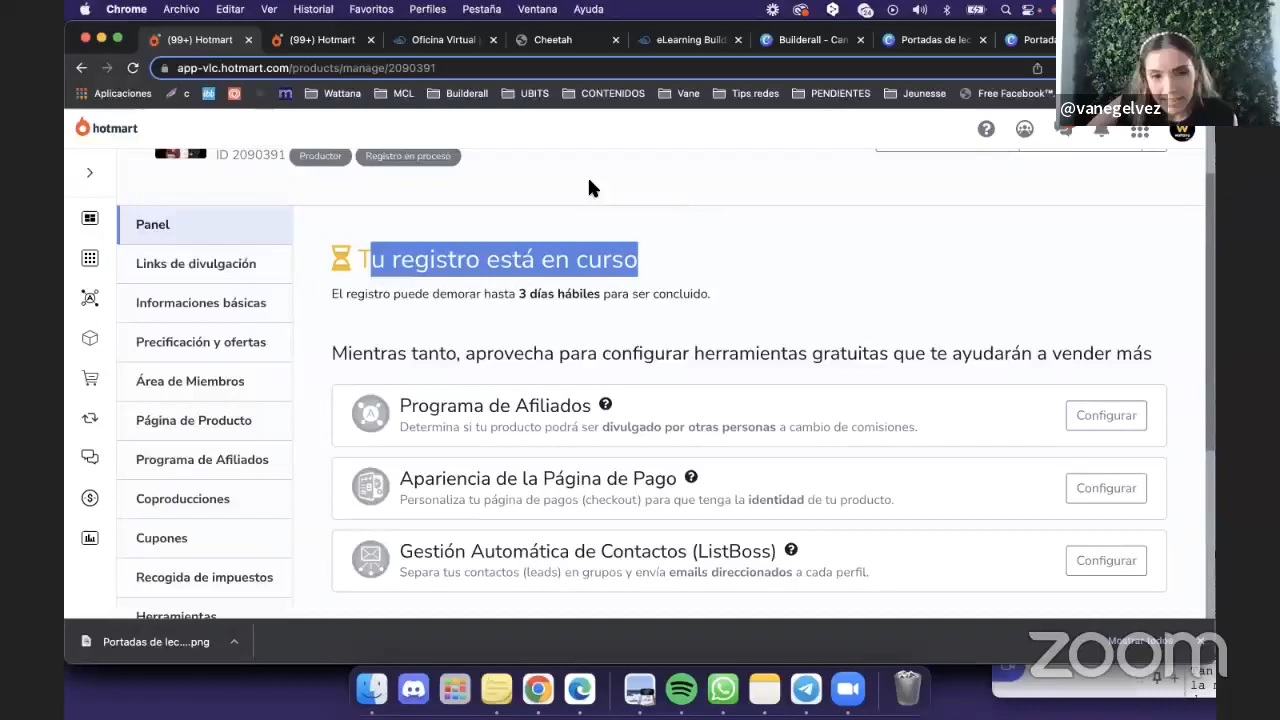 Chrome Archivo Editar Ver Historial Favoritos Perfiles Pestaña Ventana Ayuda
(99+) Hotmart (99+) Hotmart Oficina Virtual Cheetah eLearning Build Builderall - Can Portadas de lec Portada
app-vlc.hotmart.com/products/manage/2090391
Aplicaciones c Wattana MCL Builderall UBITS CONTENIDOS Vane Tips redes PENDIENTES Jeunesse Free Facebook™
@vanegelvez
hotmart
ID 2090391 Productor Registro en proceso
Panel
Links de divulgación
Informaciones básicas
Precificación y ofertas
Área de Miembros
Página de Producto
Programa de Afiliados
Coproducciones
Cupones
Recogida de impuestos
Herramientas
Tu registro está en curso
El registro puede demorar hasta 3 días hábiles para ser concluido.
Mientras tanto, aprovecha para configurar herramientas gratuitas que te ayudarán a vender más
Programa de Afiliados
Determina si tu producto podrá ser divulgado por otras personas a cambio de comisiones.
Configurar
Apariencia de la Página de Pago
Personaliza tu página de pagos (checkout) para que tenga la identidad de tu producto.
Configurar
Gestión Automática de Contactos (ListBoss)
Separa tus contactos (leads) en grupos y envía emails direccionados a cada perfil.
Configurar
Portadas de lec....png
Mostrar todos
zoom